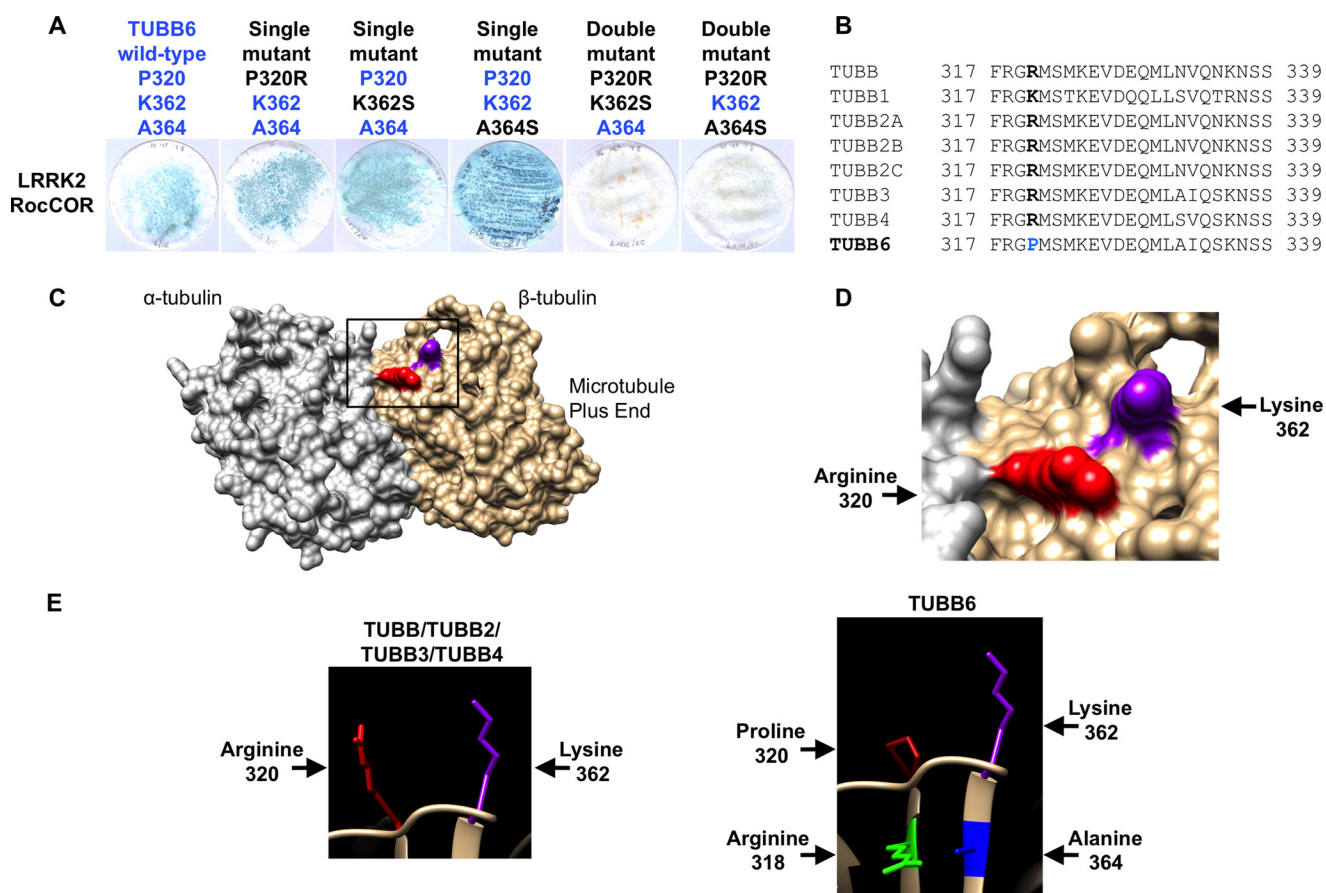 A
TUBB6 wild-type P320 K362 A364
Single mutant P320R K362 A364
Single mutant P320 K362S A364
Single mutant P320 K362 A364S
Double mutant P320R K362S A364
Double mutant P320R K362 A364S
LRRK2
RocCOR
B
TUBB 317 FRGRMSMKEVDEQMLNVQNKNSS 339
TUBB1 317 FRGKMSTKEVDQQLLSVQTRNSS 339
TUBB2A 317 FRGRMSMKEVDEQMLNVQNKNSS 339
TUBB2B 317 FRGRMSMKEVDEQMLNVQNKNSS 339
TUBB2C 317 FRGRMSMKEVDEQMLNVQNKNSS 339
TUBB3 317 FRGRMSMKEVDEQMLAIQSKNSS 339
TUBB4 317 FRGRMSMKEVDEQMLSVQSKNSS 339
TUBB6 317 FRGPMSMKEVDEQMLAIQSKNSS 339
C
α-tubulin
β-tubulin
Microtubule
Plus End
D
Lysine
362
Arginine
320
E
TUBB/TUBB2/
TUBB3/TUBB4
Arginine
320
Lysine
362
TUBB6
Proline
320
Lysine
362
Arginine
318
Alanine
364